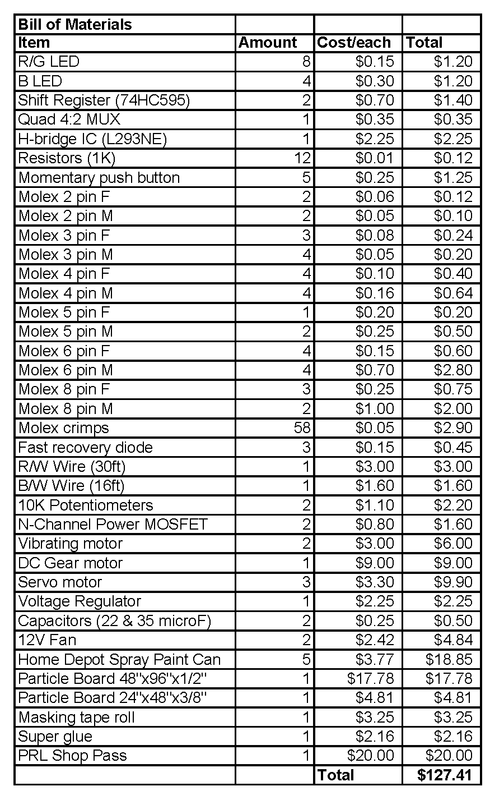 Bill of Materials
Item Amount Cost/each Total
R/G LED 8 $0.15 $1.20
B LED 4 $0.30 $1.20
Shift Register (74HC595) 2 $0.70 $1.40
Quad 4:2 MUX 1 $0.35 $0.35
H-bridge IC (L293NE) 1 $2.25 $2.25
Resistors (1K) 12 $0.01 $0.12
Momentary push button 5 $0.25 $1.25
Molex 2 pin F 2 $0.06 $0.12
Molex 2 pin M 2 $0.05 $0.10
Molex 3 pin F 3 $0.08 $0.24
Molex 3 pin M 4 $0.05 $0.20
Molex 4 pin F 4 $0.10 $0.40
Molex 4 pin M 4 $0.16 $0.64
Molex 5 pin F 1 $0.20 $0.20
Molex 5 pin M 2 $0.25 $0.50
Molex 6 pin F 4 $0.15 $0.60
Molex 6 pin M 4 $0.70 $2.80
Molex 8 pin F 3 $0.25 $0.75
Molex 8 pin M 2 $1.00 $2.00
Molex crimps 58 $0.05 $2.90
Fast recovery diode 3 $0.15 $0.45
R/W Wire (30ft) 1 $3.00 $3.00
B/W Wire (16ft) 1 $1.60 $1.60
10K Potentiometers 2 $1.10 $2.20
N-Channel Power MOSFET 2 $0.80 $1.60
Vibrating motor 2 $3.00 $6.00
DC Gear motor 1 $9.00 $9.00
Servo motor 3 $3.30 $9.90
Voltage Regulator 1 $2.25 $2.25
Capacitors (22 & 35 microF) 2 $0.25 $0.50
12V Fan 2 $2.42 $4.84
Home Depot Spray Paint Can 5 $3.77 $18.85
Particle Board 48"x96"x1/2" 1 $17.78 $17.78
Particle Board 24"x48"x3/8" 1 $4.81 $4.81
Masking tape roll 1 $3.25 $3.25
Super glue 1 $2.16 $2.16
PRL Shop Pass 1 $20.00 $20.00
Total $127.41